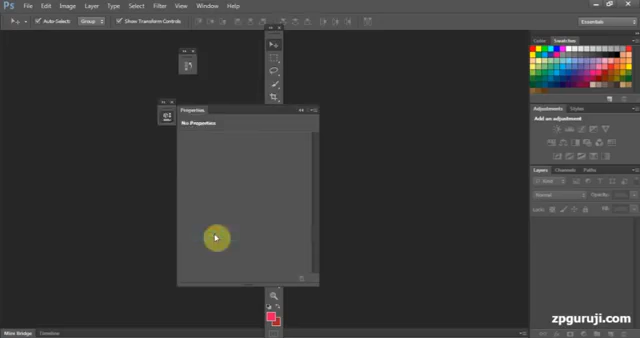 Ps File Edit Image Layer Type Select Filter 3D View Window Help
Auto-Select Group Show Transform Controls Essentials
Color Swatches
Properties
No Properties
Adjustments Styles
Add an adjustment
Layers Channels Paths
Kind
Normal Opacity:
Lock: Fill:
zpguruji.com
Mini Bridge Timeline